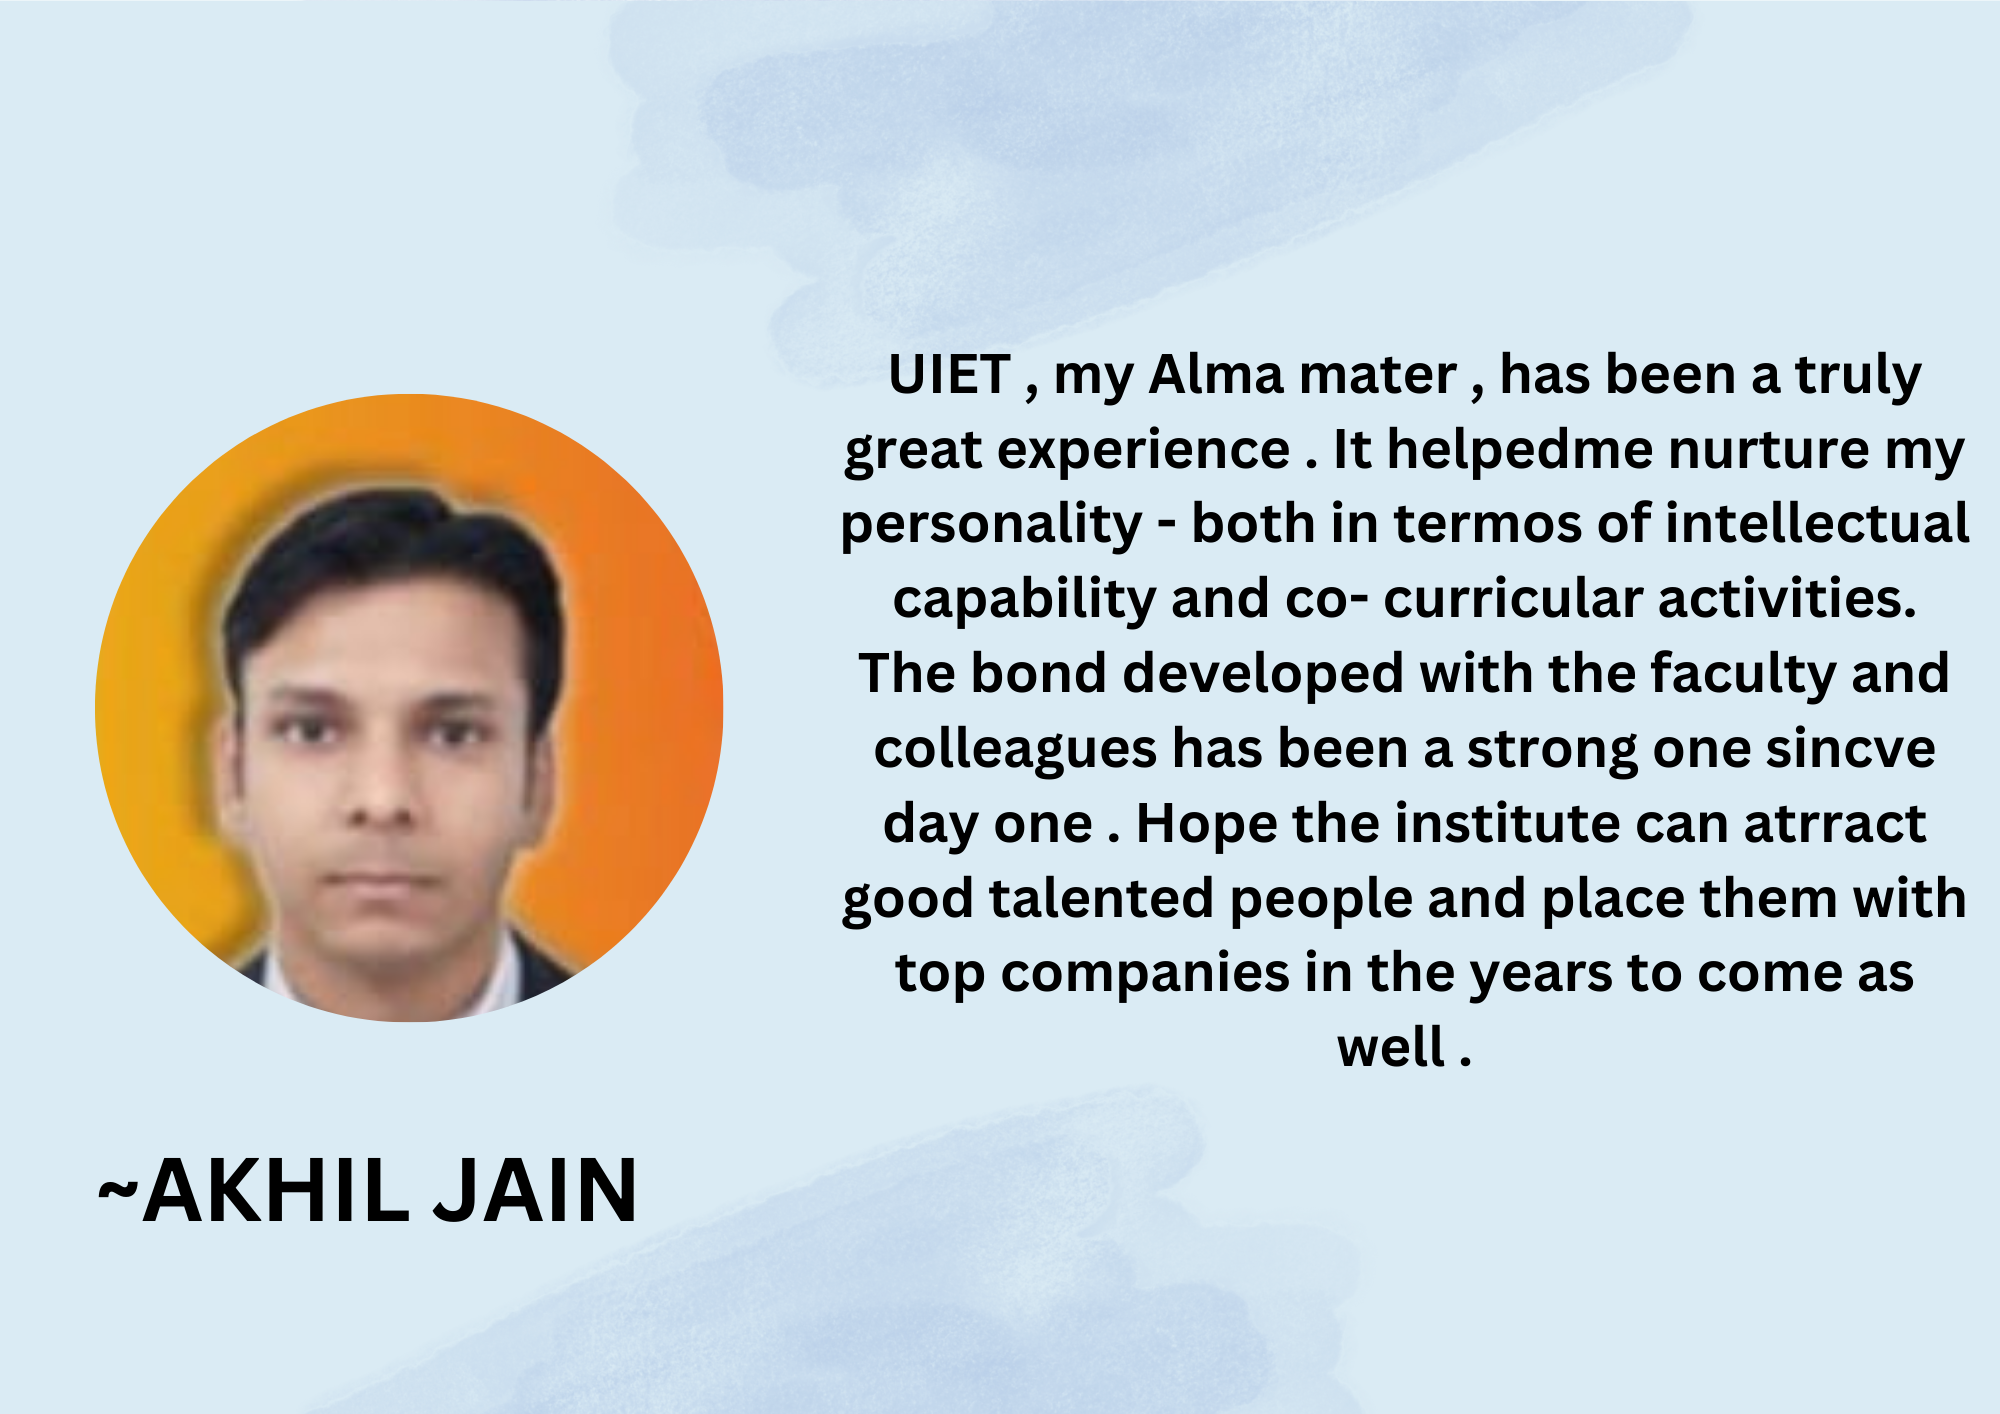 UIET , my Alma mater , has been a truly
great experience . It helpedme nurture my
personality - both in termos of intellectual
capability and co- curricular activities.
The bond developed with the faculty and
colleagues has been a strong one sincve
day one . Hope the institute can atrract
good talented people and place them with
top companies in the years to come as
well .
~AKHIL JAIN